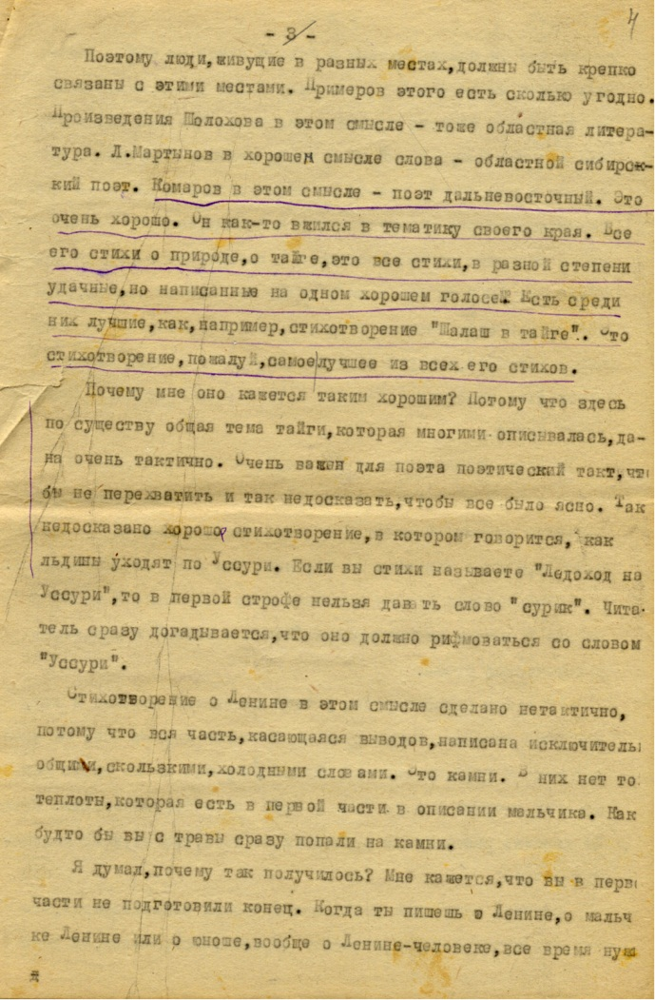 4
- 3 -
Поэтому люди,живущие в разных местах,должны быть крепко
связаны с этими местами. Примеров этого есть сколько угодно.
Произведения Шолохова в этом смысле - тоже областная литера-
тура. Л.Мартынов в хорошем смысле слова - областной сибирс-
кий поэт. Комаров в этом смысле - поэт дальневосточный. Это
очень хорошо. Он как-то вжился в тематику своего края. Все
его стихи о природе,о тайге,это все стихи,в разной степени
удачные,но написанные на одном хорошем голосе. Есть среди
них лучшие,как,например,стихотворение "Шалаш в тайге". Это
стихотворение,пожалуй,самое лучшее из всех его стихов.
Почему мне оно кажется таким хорошим? Потому что здесь
по существу общая тема тайги,которая многими описывалась,да-
на очень тактично. Очень важен для поэта поэтический такт,чт
бы не перехватить и так недосказать,чтобы все было ясно. Так
недосказано хорошо стихотворение,в котором говорится, как
льдины уходят по Уссури. Если вы стихи называете "Ледоход на
Уссури",то в первой строфе нельзя давать слово "сурик". Чита-
тель сразу догадывается,что оно должно рифмоваться со словом
"Уссури".
Стихотворение о Ленине в этом смысле сделано нетактично,
потому что вся часть,касающаяся выводов,написана исключитель
общими,скользкими,холодными словами. Это камни. В них нет то
теплоты,которая есть в первой части в описании мальчика. Как
будто бы вы с травы сразу попали на камни.
Я думал,почему так получилось? Мне кажется,что вы в перв
части не подготовили конец. Когда ты пишешь о Ленине,о мальч
ке Ленине или о юноше,вообще о Ленине-человеке,все время нуж